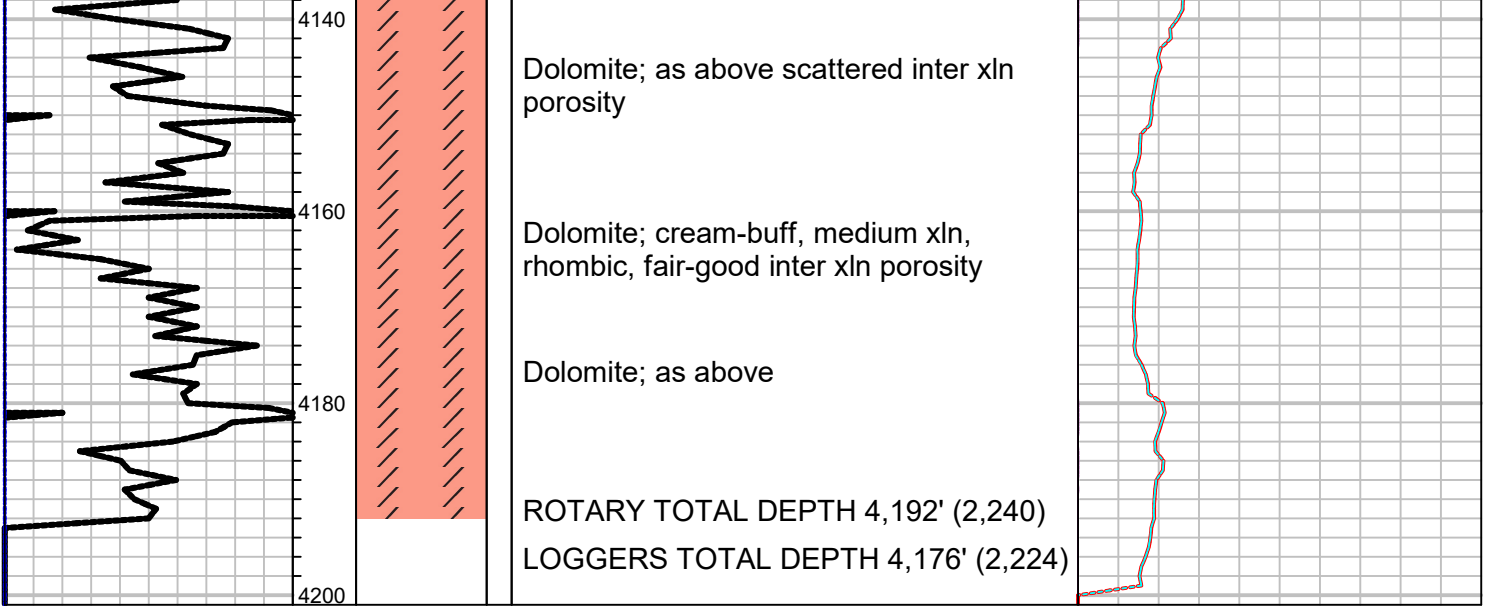 4140
Dolomite; as above scattered inter xln
porosity
4160
Dolomite; cream-buff, medium xln,
rhombic, fair-good inter xln porosity
Dolomite; as above
4180
ROTARY TOTAL DEPTH 4,192' (2,240)
LOGGERS TOTAL DEPTH 4,176' (2,224)
4200